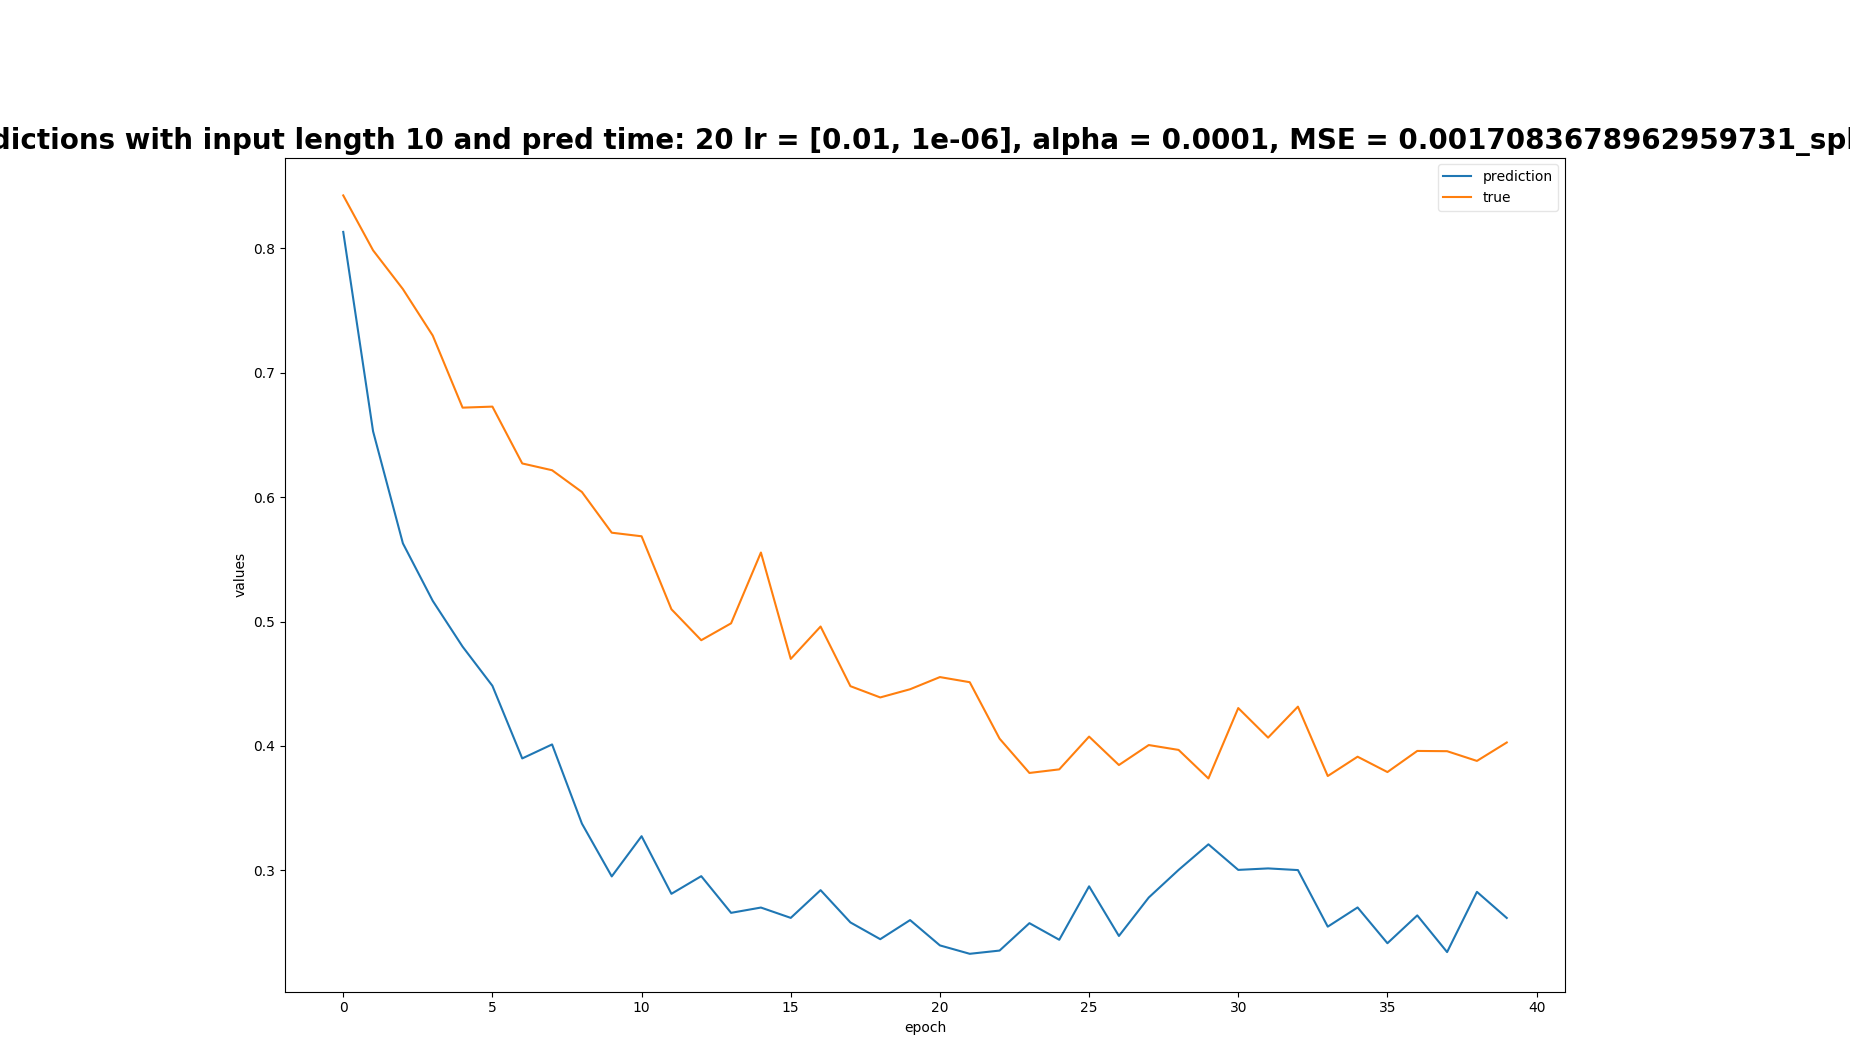 dictions with input length 10 and pred time: 20 lr = [0.01, 1e-06], alpha = 0.0001, MSE = 0.0017083678962959731_spl
prediction
true
0.8
0.7
0.6
0.5
0.4
0.3
values
0 5 10 15 20 25 30 35 40
epoch